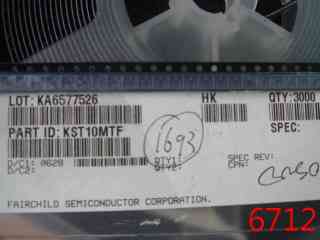 LOT: KA6577526 HK QTY: 3000
PART ID: KST10MTF SPEC:
1693
D/C1: 0628 QTY1: SPEC REV:
D/C2: QTY2: CPN:
FAIRCHILD SEMICONDUCTOR CORPORATION.
6712